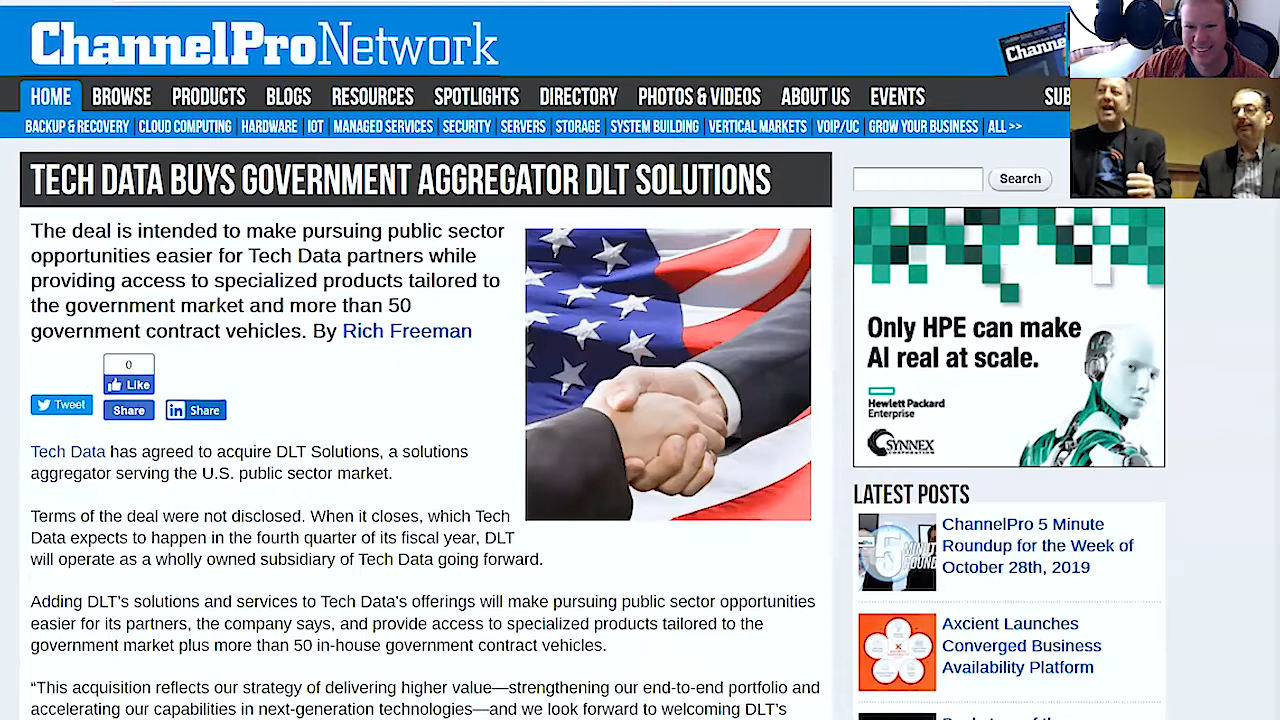 ChannelProNetwork
Channe
HOME BROWSE PRODUCTS BLOGS RESOURCES SPOTLIGHTS DIRECTORY PHOTOS & VIDEOS ABOUT US EVENTS SUB
BACKUP & RECOVERY CLOUD COMPUTING HARDWARE IOT MANAGED SERVICES SECURITY SERVERS STORAGE SYSTEM BUILDING VERTICAL MARKETS VOIP/UC GROW YOUR BUSINESS ALL >>
TECH DATA BUYS GOVERNMENT AGGREGATOR DLT SOLUTIONS
The deal is intended to make pursuing public sector
opportunities easier for Tech Data partners while
providing access to specialized products tailored to
the government market and more than 50
government contract vehicles. By Rich Freeman
0
Like
Tweet
Share
in Share
Tech Data has agreed to acquire DLT Solutions, a solutions
aggregator serving the U.S. public sector market.
Terms of the deal were not disclosed. When it closes, which Tech
Data expects to happen in the fourth quarter of its fiscal year, DLT
will operate as a wholly owned subsidiary of Tech Data going forward.
Adding DLT's solutions and services to Tech Data's offerings will make pursuing public sector opportunities
easier for its partners, the company says, and provide access to specialized products tailored to the
government market plus more than 50 in-house government contract vehicles.
“This acquisition reflects our strategy of delivering higher value—strengthening our end-to-end portfolio and
accelerating our capabilities in next-generation technologies—and we look forward to welcoming DLT's
Search
Only HPE can make
AI real at scale.
Hewlett Packard
Enterprise
SYNNEX
CORPORATION
LATEST POSTS
5 MINUT
ROUND
ChannelPro 5 Minute
Roundup for the Week of
October 28th, 2019
Axcient Launches
Converged Business
Availability Platform